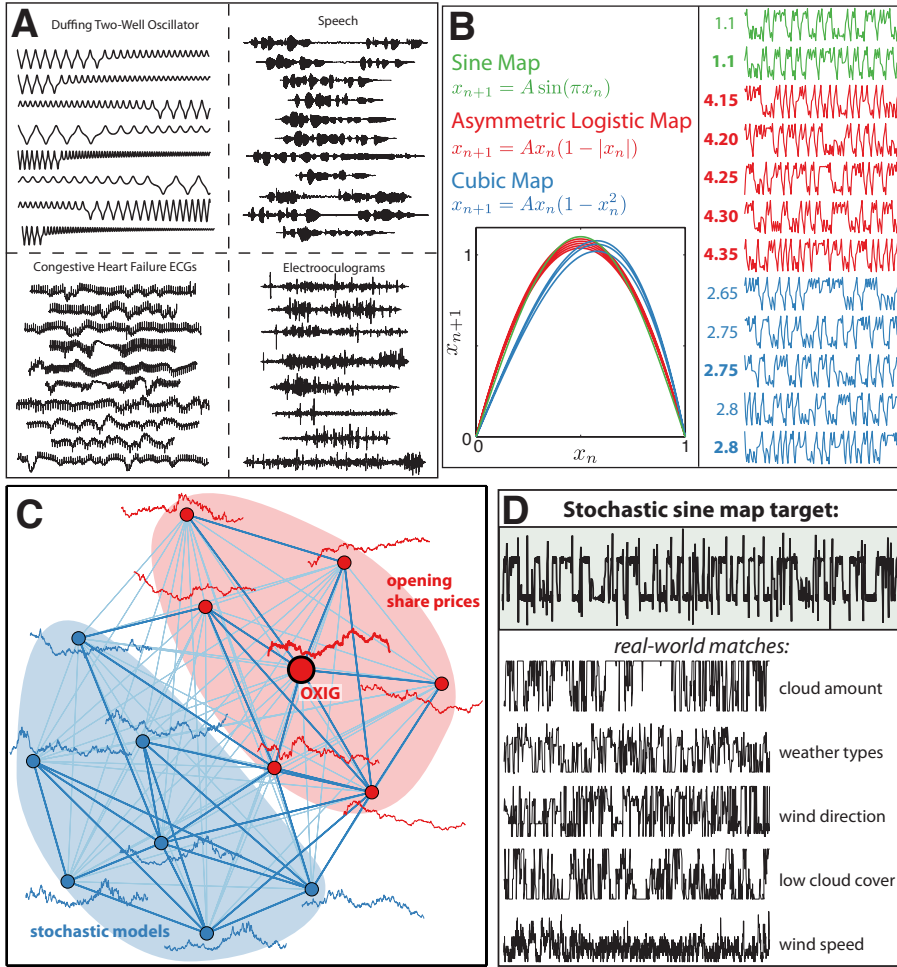 A
Duffing Two-Well Oscillator
Speech
Congestive Heart Failure ECGs
Electrooculograms
B
Sine Map
x_{n+1} = A sin(πx_n)
Asymmetric Logistic Map
x_{n+1} = Ax_n(1 − |x_n|)
Cubic Map
x_{n+1} = Ax_n(1 − x_n^2)
1
x_{n+1}
0
0
x_n
1
1.1
1.1
4.15
4.20
4.25
4.30
4.35
2.65
2.75
2.75
2.8
2.8
C
opening
share prices
OXIG
stochastic models
D
Stochastic sine map target:
real-world matches:
cloud amount
weather types
wind direction
low cloud cover
wind speed